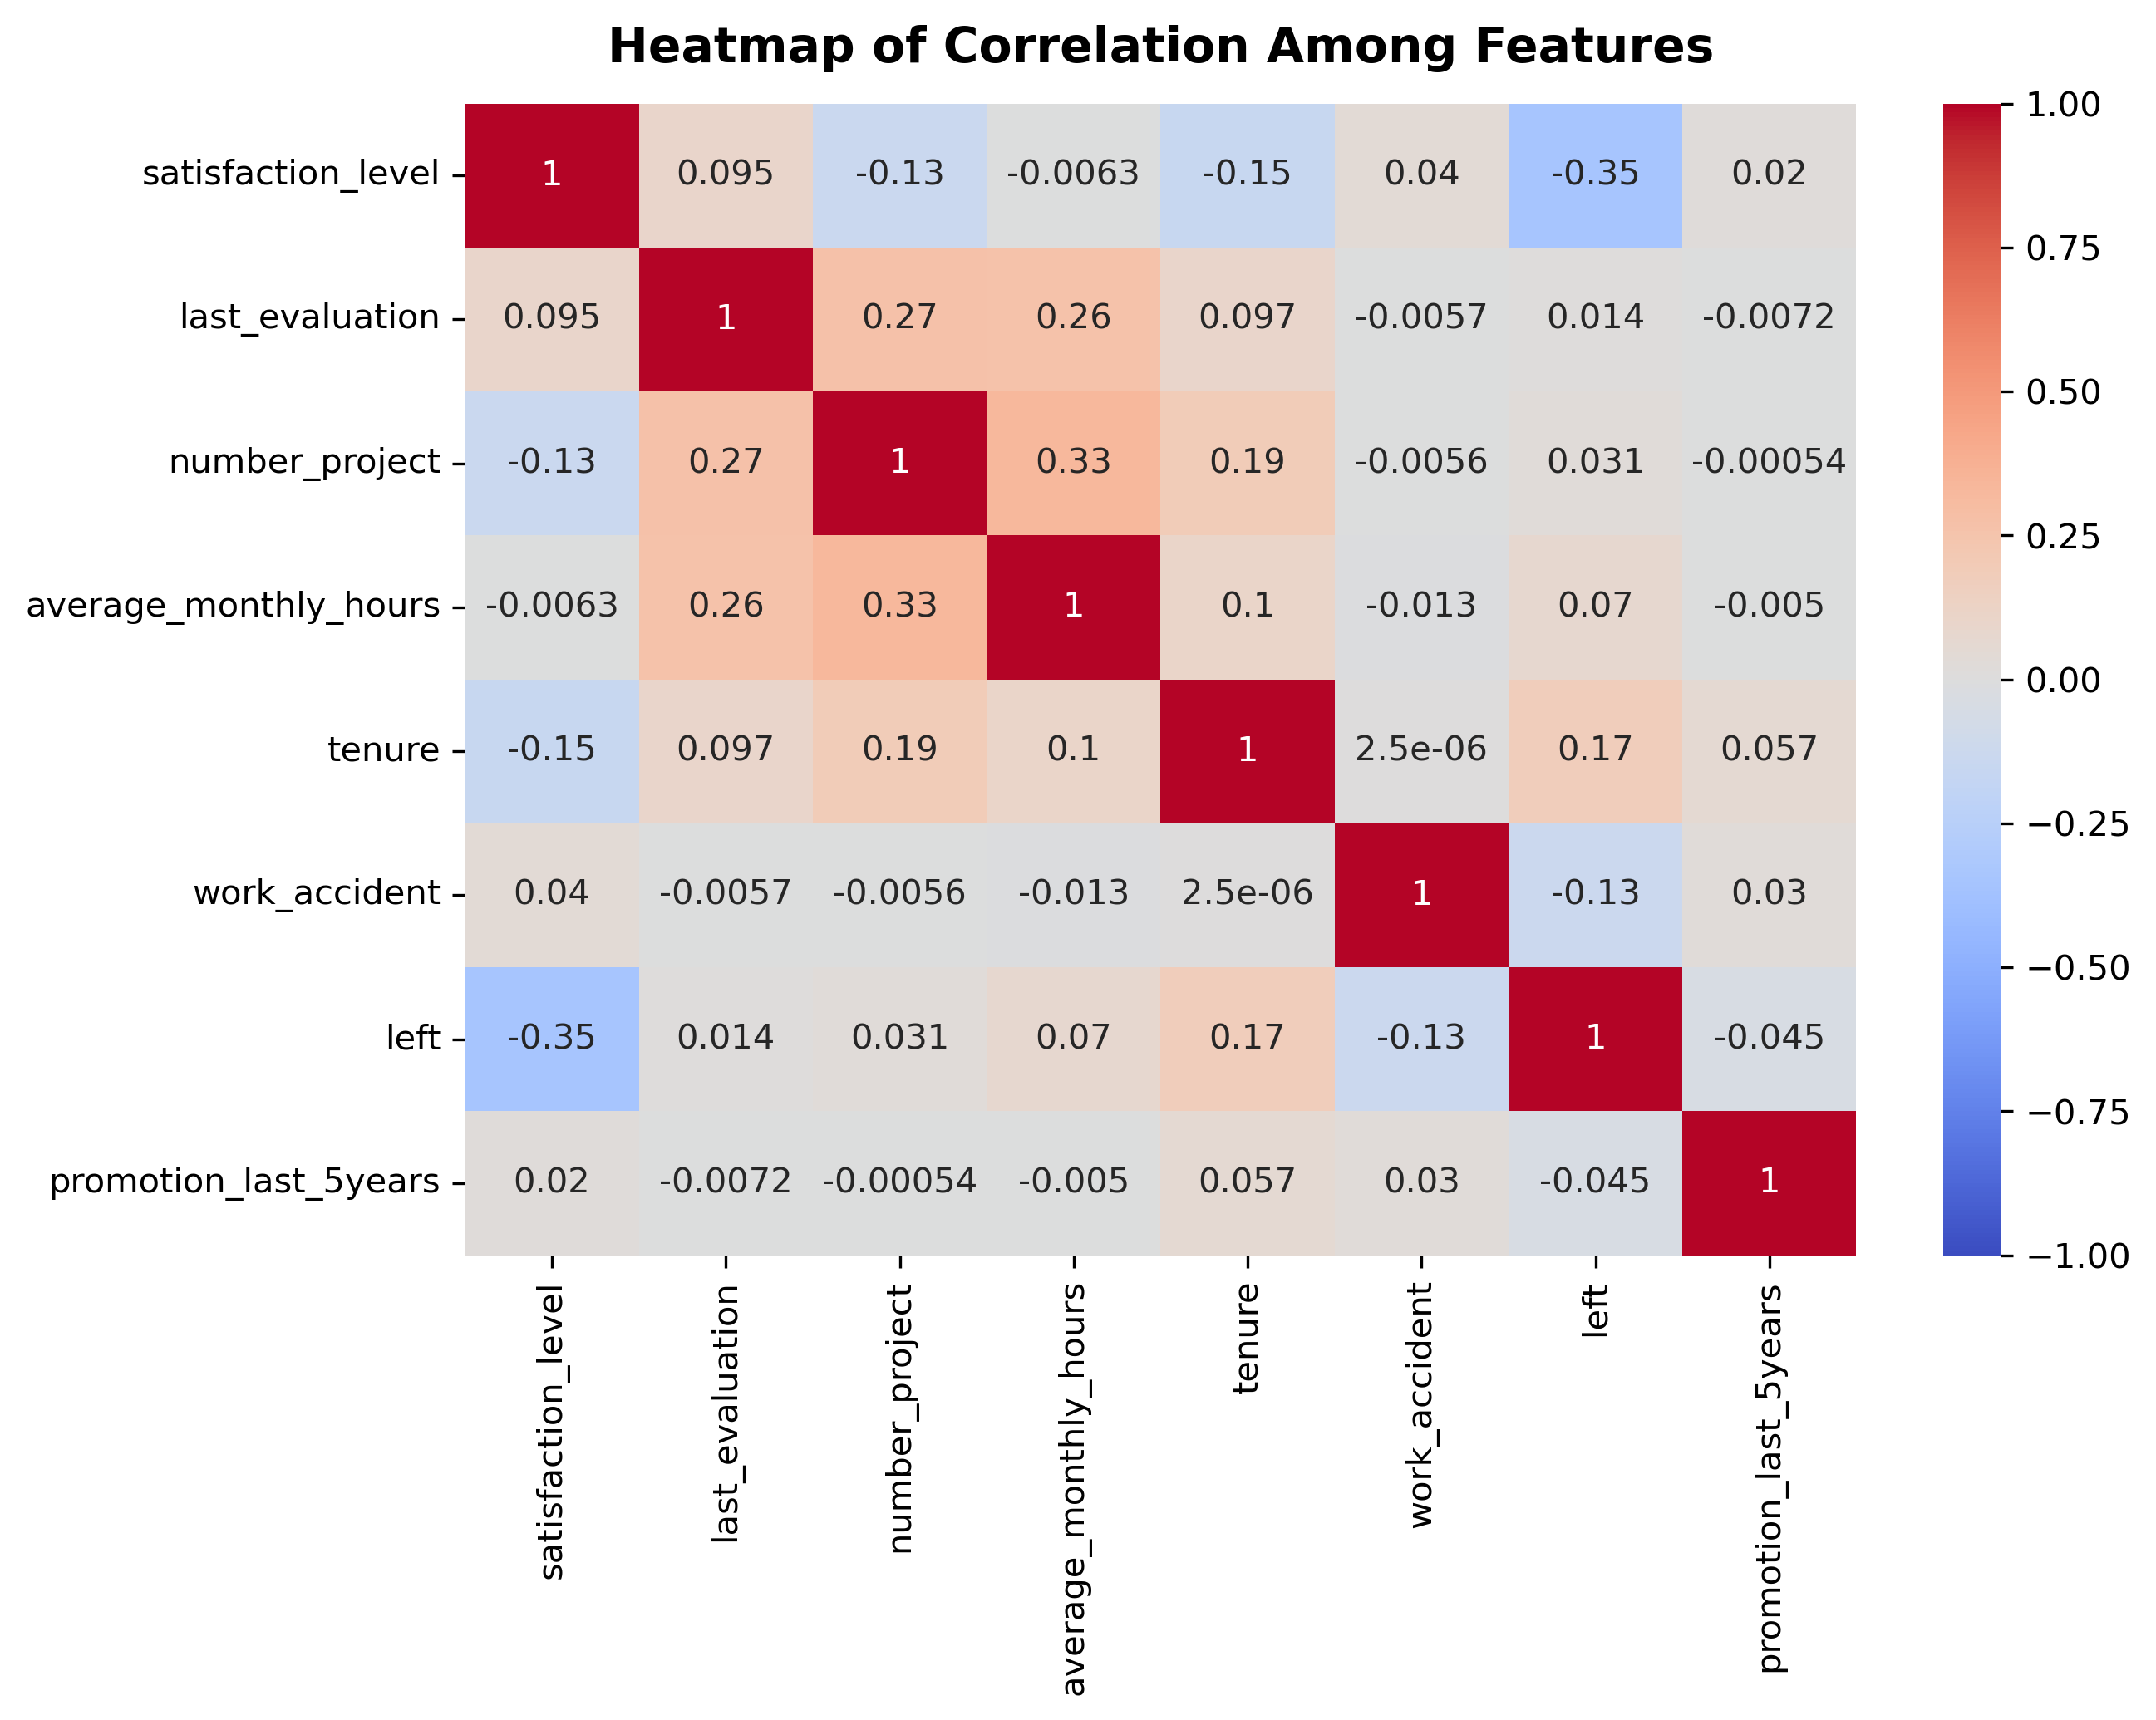 Heatmap of Correlation Among Features
satisfaction_level 1 0.095 -0.13 -0.0063 -0.15 0.04 -0.35 0.02
last_evaluation 0.095 1 0.27 0.26 0.097 -0.0057 0.014 -0.0072
number_project -0.13 0.27 1 0.33 0.19 -0.0056 0.031 -0.00054
average_monthly_hours -0.0063 0.26 0.33 1 0.1 -0.013 0.07 -0.005
tenure -0.15 0.097 0.19 0.1 1 2.5e-06 0.17 0.057
work_accident 0.04 -0.0057 -0.0056 -0.013 2.5e-06 1 -0.13 0.03
left -0.35 0.014 0.031 0.07 0.17 -0.13 1 -0.045
promotion_last_5years 0.02 -0.0072 -0.00054 -0.005 0.057 0.03 -0.045 1
satisfaction_level
last_evaluation
number_project
average_monthly_hours
tenure
work_accident
left
promotion_last_5years
1.00
0.75
0.50
0.25
0.00
−0.25
−0.50
−0.75
−1.00